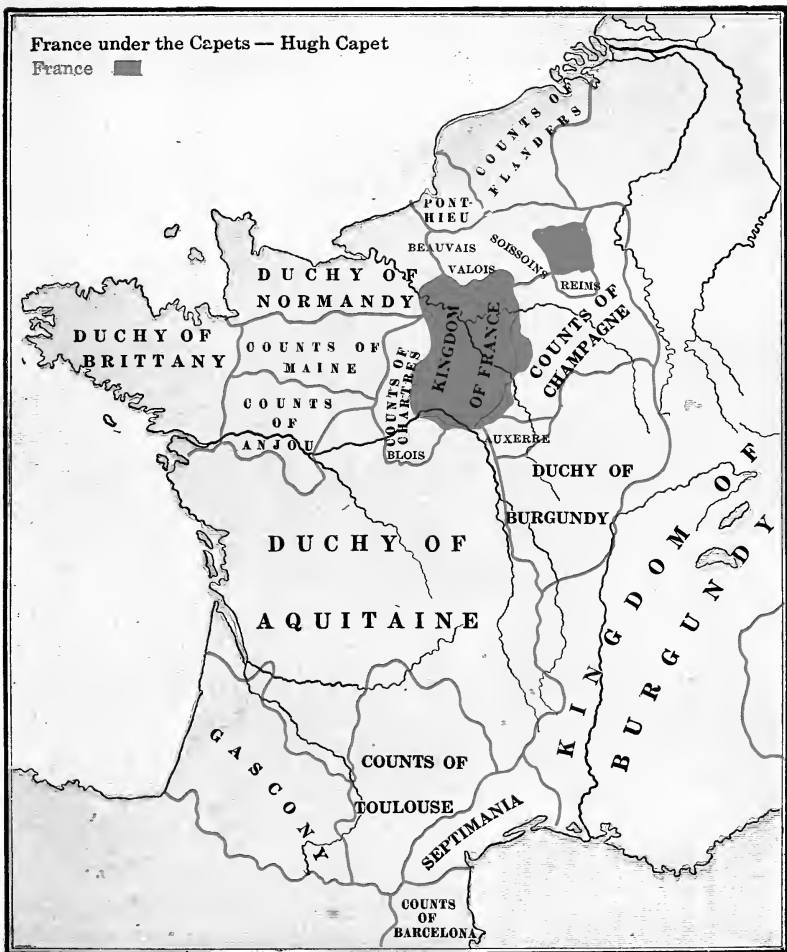 France under the Capets — Hugh Capet
France
COUNTS OF
FLANDERS
PONT-
HIEU
BEAUVAIS
VALOIS
SOISSOINS
REIMS
DUCHY OF
NORMANDY
DUCHY OF
BRITTANY
COUNTS OF
MAINE
COUNTS OF
CHARTRES
KINGDOM
OF FRANCE
COUNTS OF
CHAMPAGNE
COUNTS
OF
ANJOU
BLOIS
AUXERRE
DUCHY OF
BURGUNDY
DUCHY OF
AQUITAINE
KINGDOM OF
BURGUNDY
GASCONY
COUNTS OF
TOULOUSE
SEPTIMANIA
COUNTS
OF
BARCELONA